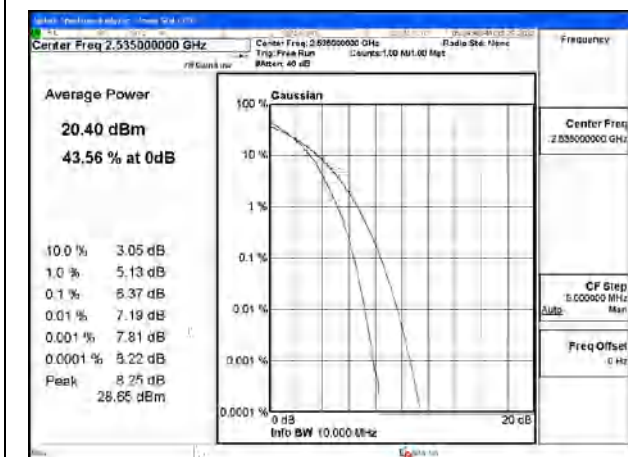 Center Freq 2.535000000 GHz
Center Freq: 2.535000000 GHz
Radio Std: None
Trig: Free Run
Counts:1.00 M/1.00 Mpt
#Atten: 40 dB
Frequency
Average Power
20.40 dBm
43.56 % at 0dB
10.0 % 3.05 dB
1.0 % 5.13 dB
0.1 % 6.37 dB
0.01 % 7.19 dB
0.001 % 7.81 dB
0.0001 % 8.22 dB
Peak 8.25 dB
28.65 dBm
Gaussian
100 %
10 %
1 %
0.1 %
0.01 %
0.001 %
0.0001 %
0 dB
20 dB
Info BW 10.000 MHz
Center Freq
2.535000000 GHz
CF Step
5.000000 MHz
Auto Man
Freq Offset
0 Hz